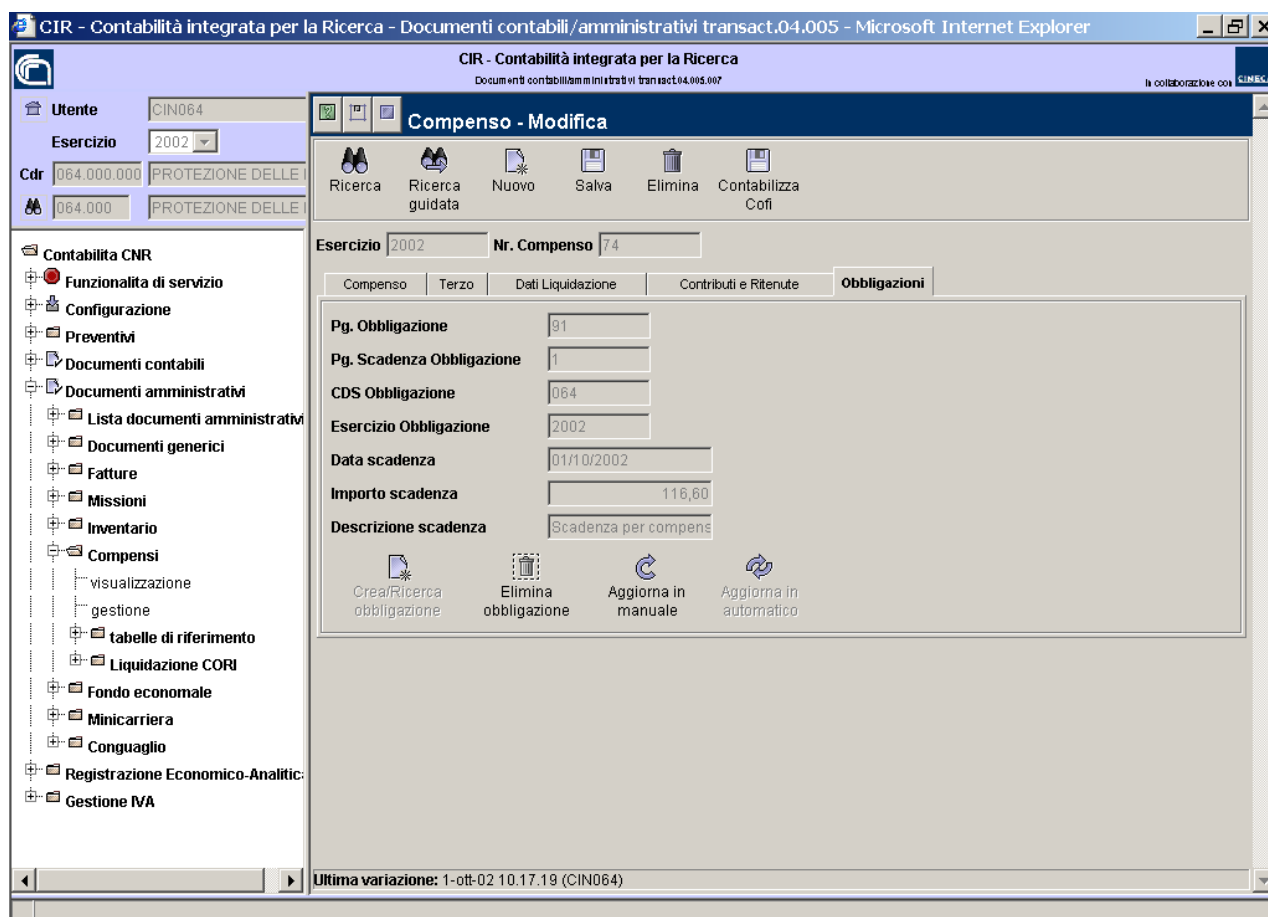 CIR - Contabilità integrata per la Ricerca - Documenti contabili/amministrativi transact.04.005 - Microsoft Internet Explorer
CIR - Contabilità integrata per la Ricerca
Documenti contabili/amministrativi transact.04.005.007
In collaborazione con CINECA
Utente CIN064
Esercizio 2002
Cdr 064.000.000 PROTEZIONE DELLE
064.000 PROTEZIONE DELLE
Contabilita CNR
Funzionalita di servizio
Configurazione
Preventivi
Documenti contabili
Documenti amministrativi
Lista documenti amministrativi
Documenti generici
Fatture
Missioni
Inventario
Compensi
visualizzazione
gestione
tabelle di riferimento
Liquidazione CORI
Fondo economale
Minicarriera
Conguaglio
Registrazione Economico-Analitica
Gestione IVA
Compenso - Modifica
Ricerca
Ricerca guidata
Nuovo
Salva
Elimina
Contabilizza Cofi
Esercizio 2002 Nr. Compenso 74
Compenso Terzo Dati Liquidazione Contributi e Ritenute Obbligazioni
Pg. Obbligazione 91
Pg. Scadenza Obbligazione 1
CDS Obbligazione 064
Esercizio Obbligazione 2002
Data scadenza 01/10/2002
Importo scadenza 116,60
Descrizione scadenza Scadenza per compens
Crea/Ricerca obbligazione
Elimina obbligazione
Aggiorna in manuale
Aggiorna in automatico
Ultima variazione: 1-ott-02 10.17.19 (CIN064)